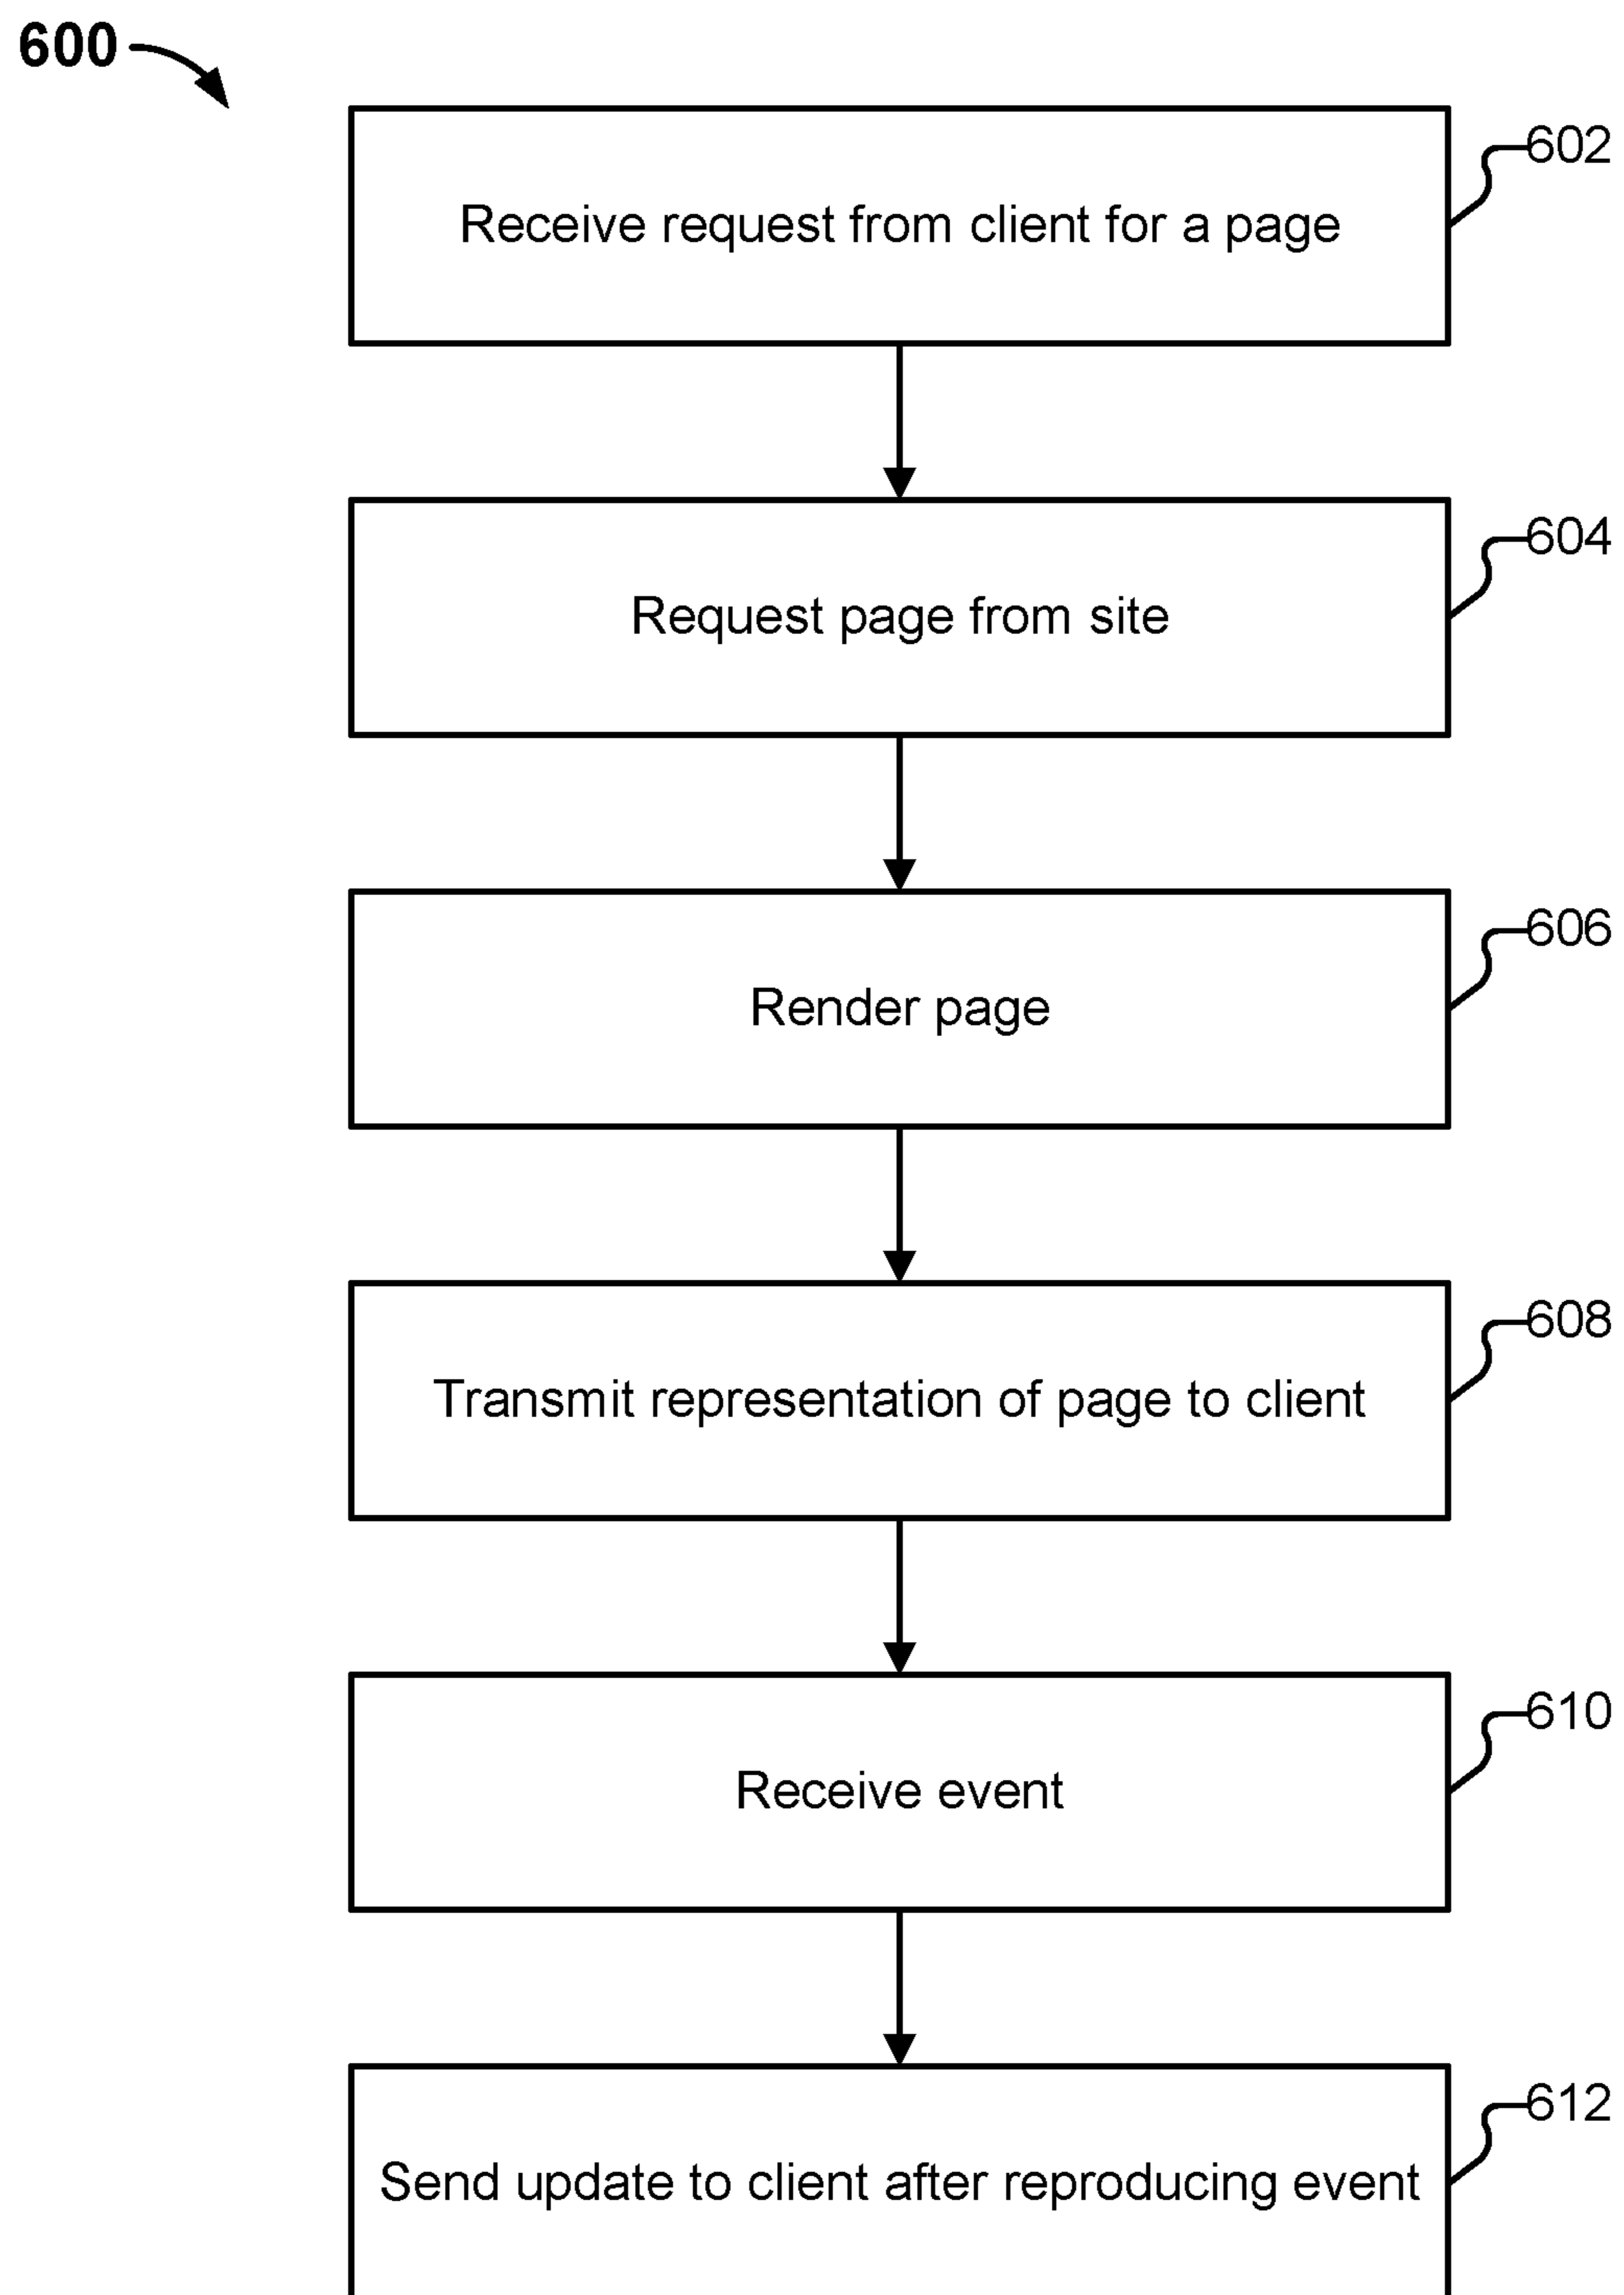 600
602
Receive request from client for a page
604
Request page from site
606
Render page
608
Transmit representation of page to client
610
Receive event
612
Send update to client after reproducing event